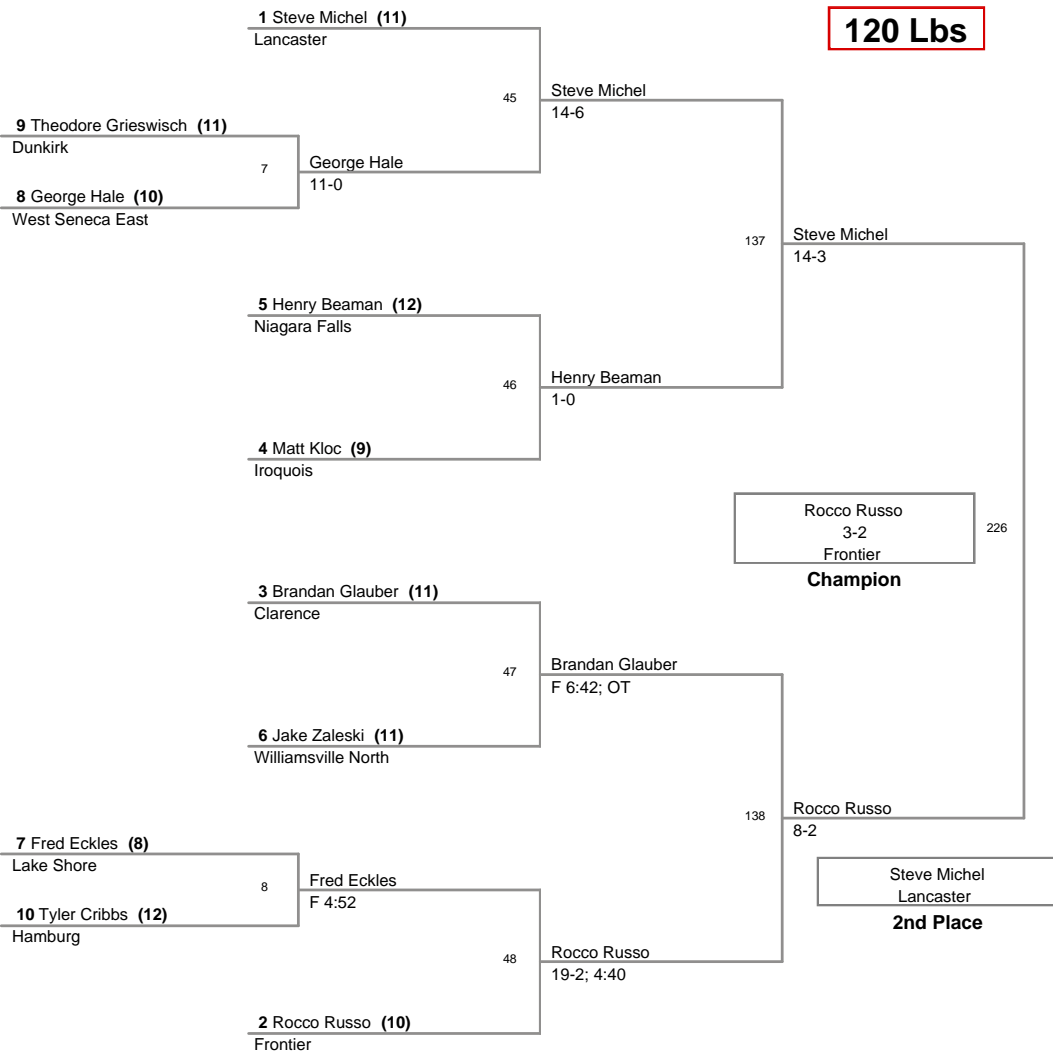 1 Steve Michel (11)
Lancaster
120 Lbs
45
Steve Michel
14-6
9 Theodore Grieswisch (11)
Dunkirk
7
George Hale
11-0
8 George Hale (10)
West Seneca East
137
Steve Michel
14-3
5 Henry Beaman (12)
Niagara Falls
46
Henry Beaman
1-0
4 Matt Kloc (9)
Iroquois
Rocco Russo
3-2
Frontier
226
Champion
3 Brandan Glauber (11)
Clarence
47
Brandan Glauber
F 6:42; OT
6 Jake Zaleski (11)
Williamsville North
138
Rocco Russo
8-2
7 Fred Eckles (8)
Lake Shore
8
Fred Eckles
F 4:52
10 Tyler Cribbs (12)
Hamburg
Steve Michel
Lancaster
2nd Place
48
Rocco Russo
19-2; 4:40
2 Rocco Russo (10)
Frontier